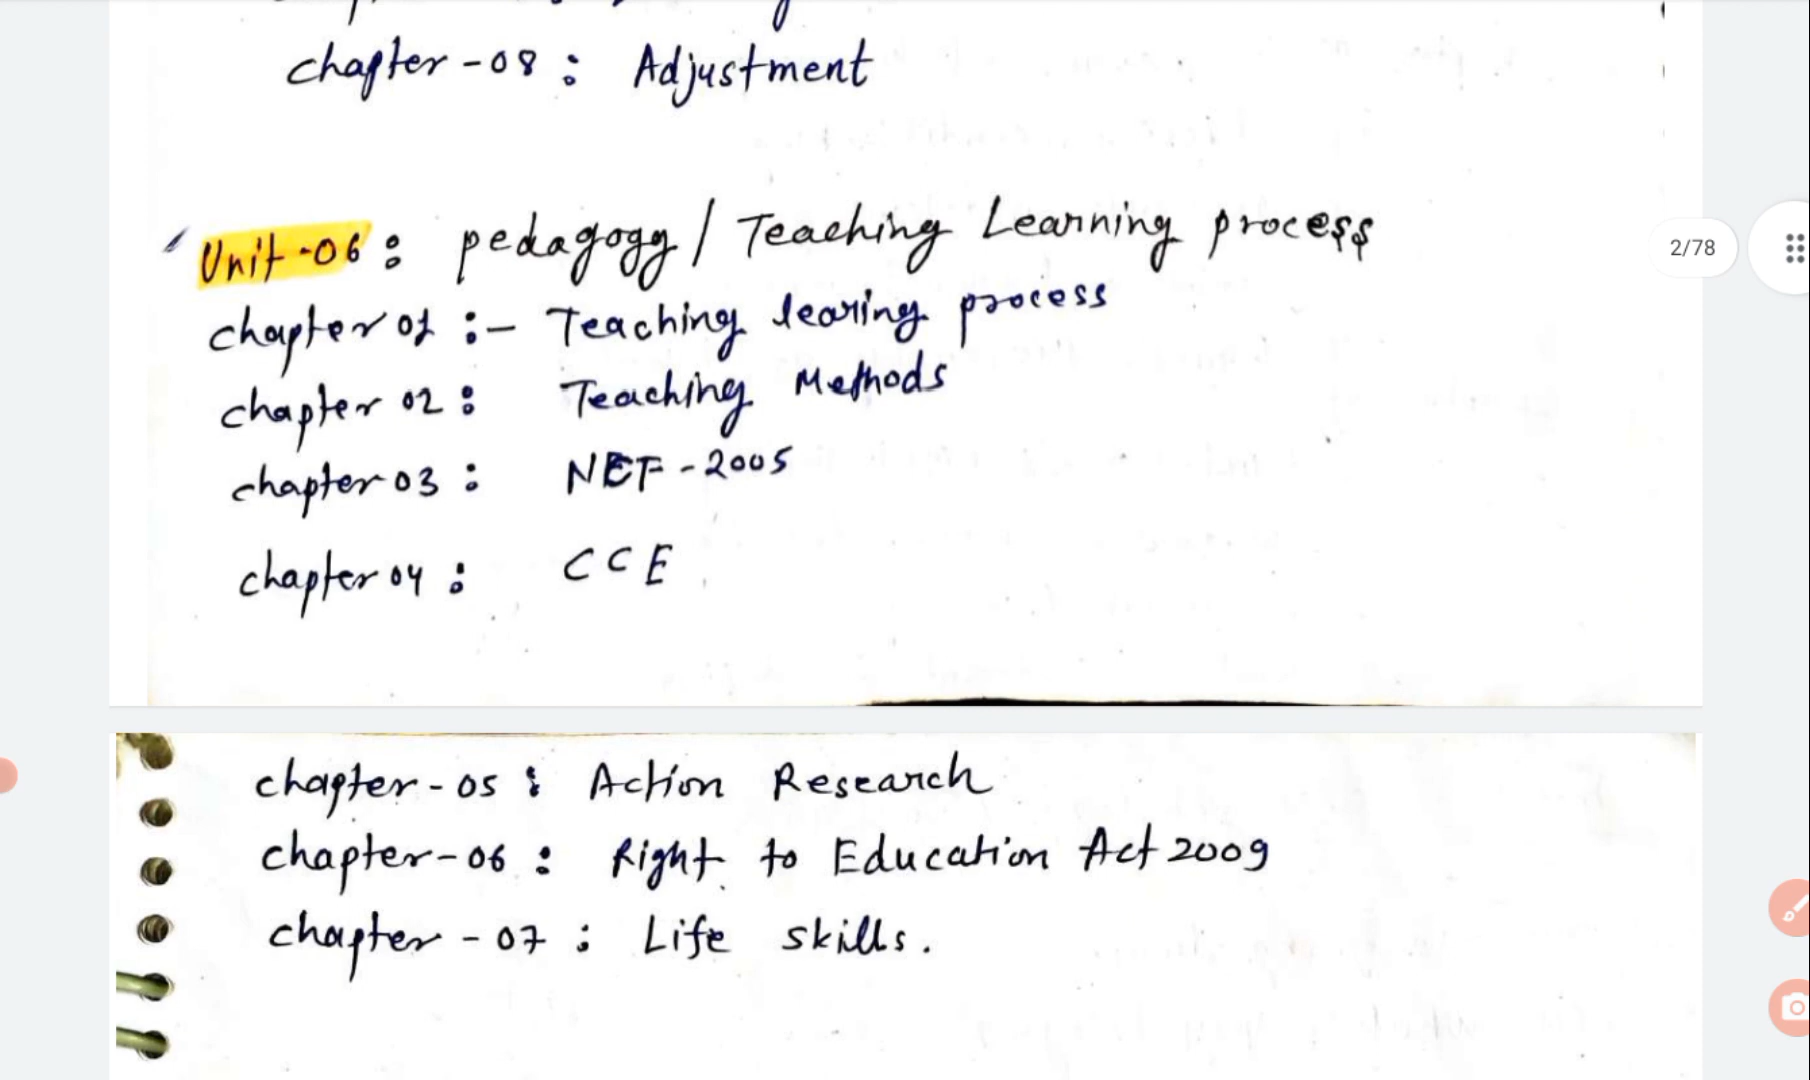 chapter - 08 : Adjustment
Unit - 06 : pedagogy / Teaching Learning process
chapter 01 :- Teaching learing process
chapter 02 : Teaching Methods
2/78
chapter 03 : NCF - 2005
chapter 04 : CCE
chapter - 05 : Action Research
chapter - 06 : Right to Education Act 2009
chapter - 07 : Life skills.